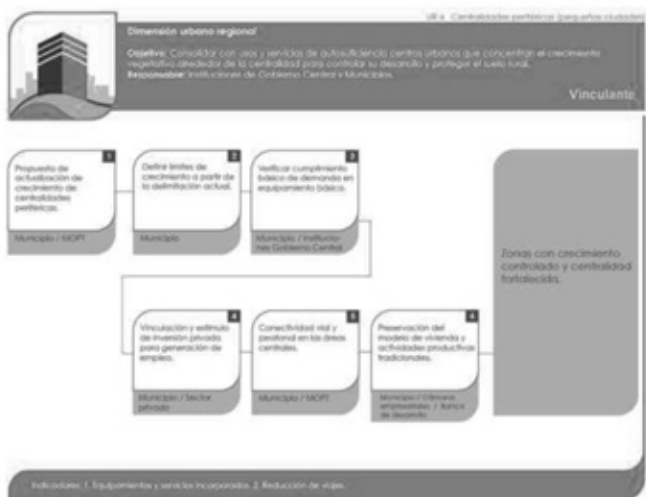 UR 6 Centralidades periféricas (pequeñas ciudades)
Dimensión urbano regional
Objetivo: Consolidar con usos y servicios de autosuficiencia centros urbanos que concentran el crecimiento
vegetativo alrededor de la centralidad para controlar su desarrollo y proteger el suelo rural.
Responsable: Instituciones de Gobierno Central y Municipios.
Vinculante
1
Propuesta de
actualización de
crecimiento de
centralidades
periféricas.
Municipio / MOPT
2
Definir límites de
crecimiento a partir de
la delimitación actual.
Municipio
3
Verificar cumplimiento
básico de demanda en
equipamiento básico.
Municipio / Institucio-
nes Gobierno Central
4
Vinculación y estímulo
de inversión privada
para generación de
empleo.
Municipio / Sector
privado
5
Conectividad vial y
peatonal en las áreas
centrales.
Municipio / MOPT
6
Preservación del
modelo de vivienda y
actividades productivas
tradicionales.
Municipio / Cámaras
empresariales / Banca
de desarrollo
Zonas con crecimiento
controlado y centralidad
fortalecida.
Indicadores: 1. Equipamientos y servicios incorporados. 2. Reducción de viajes.